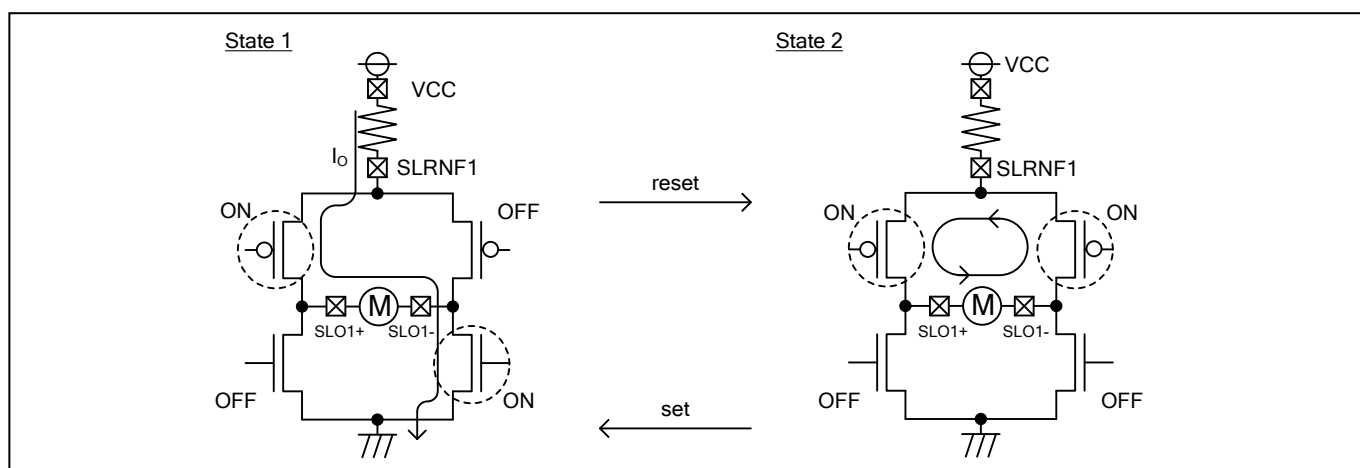 State 1
VCC
I_O
SLRNF1
ON
OFF
M
SLO1+
SLO1-
OFF
ON
reset
set
State 2
VCC
SLRNF1
ON
ON
M
SLO1+
SLO1-
OFF
OFF